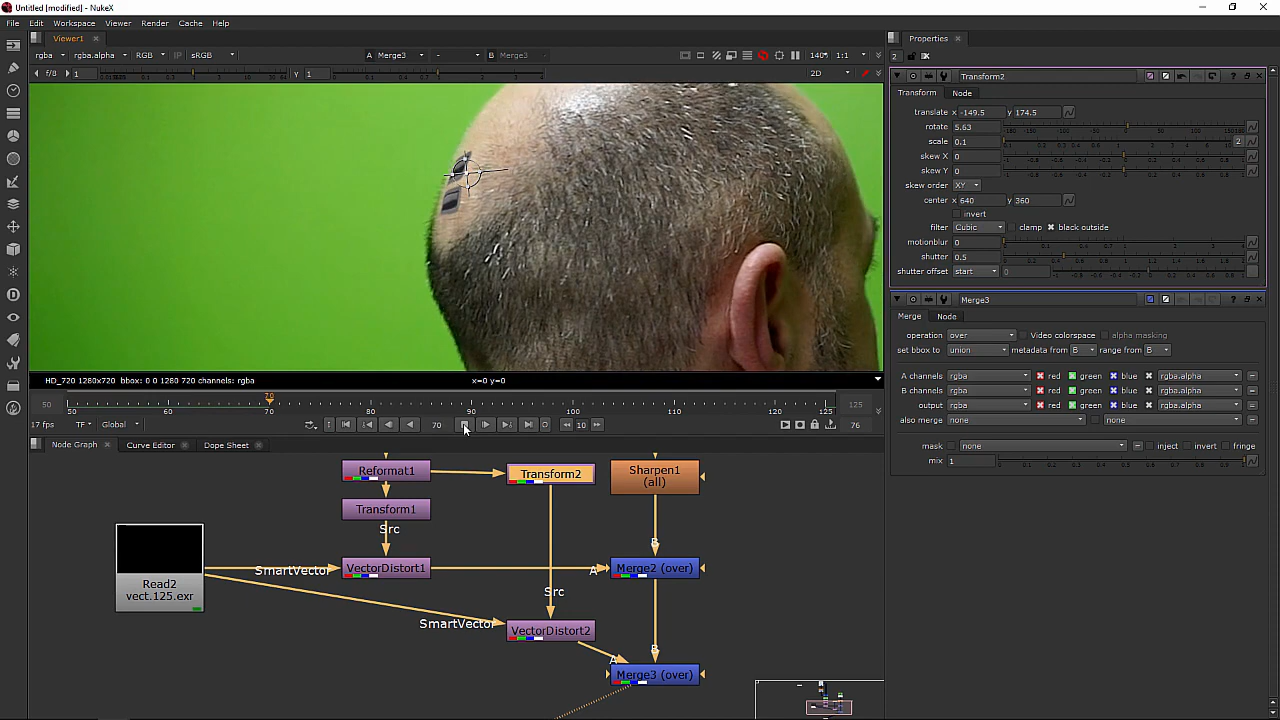 Untitled [modified] - NukeX
File Edit Workspace Viewer Render Cache Help
Viewer1
rgba rgba.alpha RGB IP sRGB A Merge3 - B Merge3 140* 1:1
f/8 1 y 1 2D
HD_720 1280x720 bbox: 0 0 1280 720 channels: rgba x=0 y=0
50 50 60 70 80 90 100 110 125 125
70
17 fps TF Global 70 10 76
Node Graph Curve Editor Dope Sheet
Reformat1
Transform2
Sharpen1
(all)
Transform1
Src
B
SmartVector
VectorDistort1
A
Merge2 (over)
Read2
vect.125.exr
Src
SmartVector
VectorDistort2
B
A
Merge3 (over)
Properties
2
Transform2
Transform Node
translate x -149.5 y 174.5
rotate 5.63
scale 0.1 2
skew X 0
skew Y 0
skew order XY
center x 640 y 360
invert
filter Cubic clamp black outside
motionblur 0
shutter 0.5
shutter offset start 0
Merge3
Merge Node
operation over Video colorspace alpha masking
set bbox to union metadata from B range from B
A channels rgba red green blue rgba.alpha
B channels rgba red green blue rgba.alpha
output rgba red green blue rgba.alpha
also merge none none
mask none inject invert fringe
mix 1